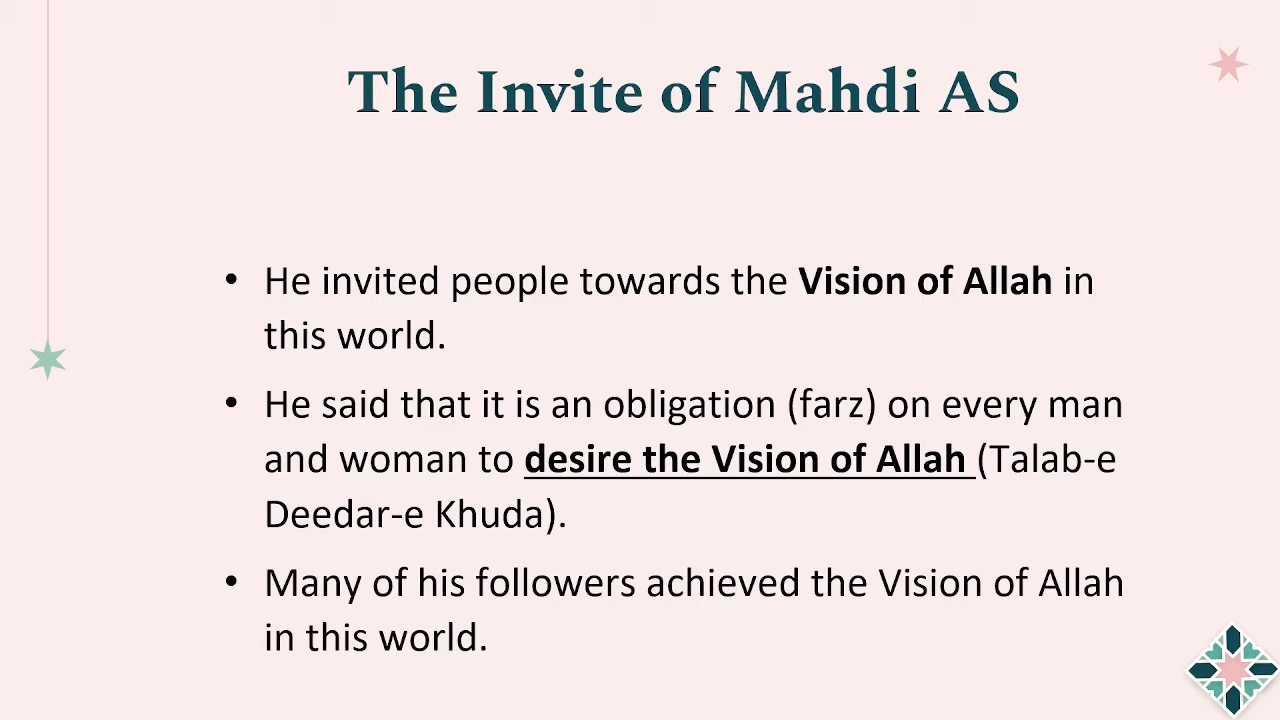 The Invite of Mahdi AS
• He invited people towards the Vision of Allah in
this world.
• He said that it is an obligation (farz) on every man
and woman to desire the Vision of Allah (Talab-e
Deedar-e Khuda).
• Many of his followers achieved the Vision of Allah
in this world.